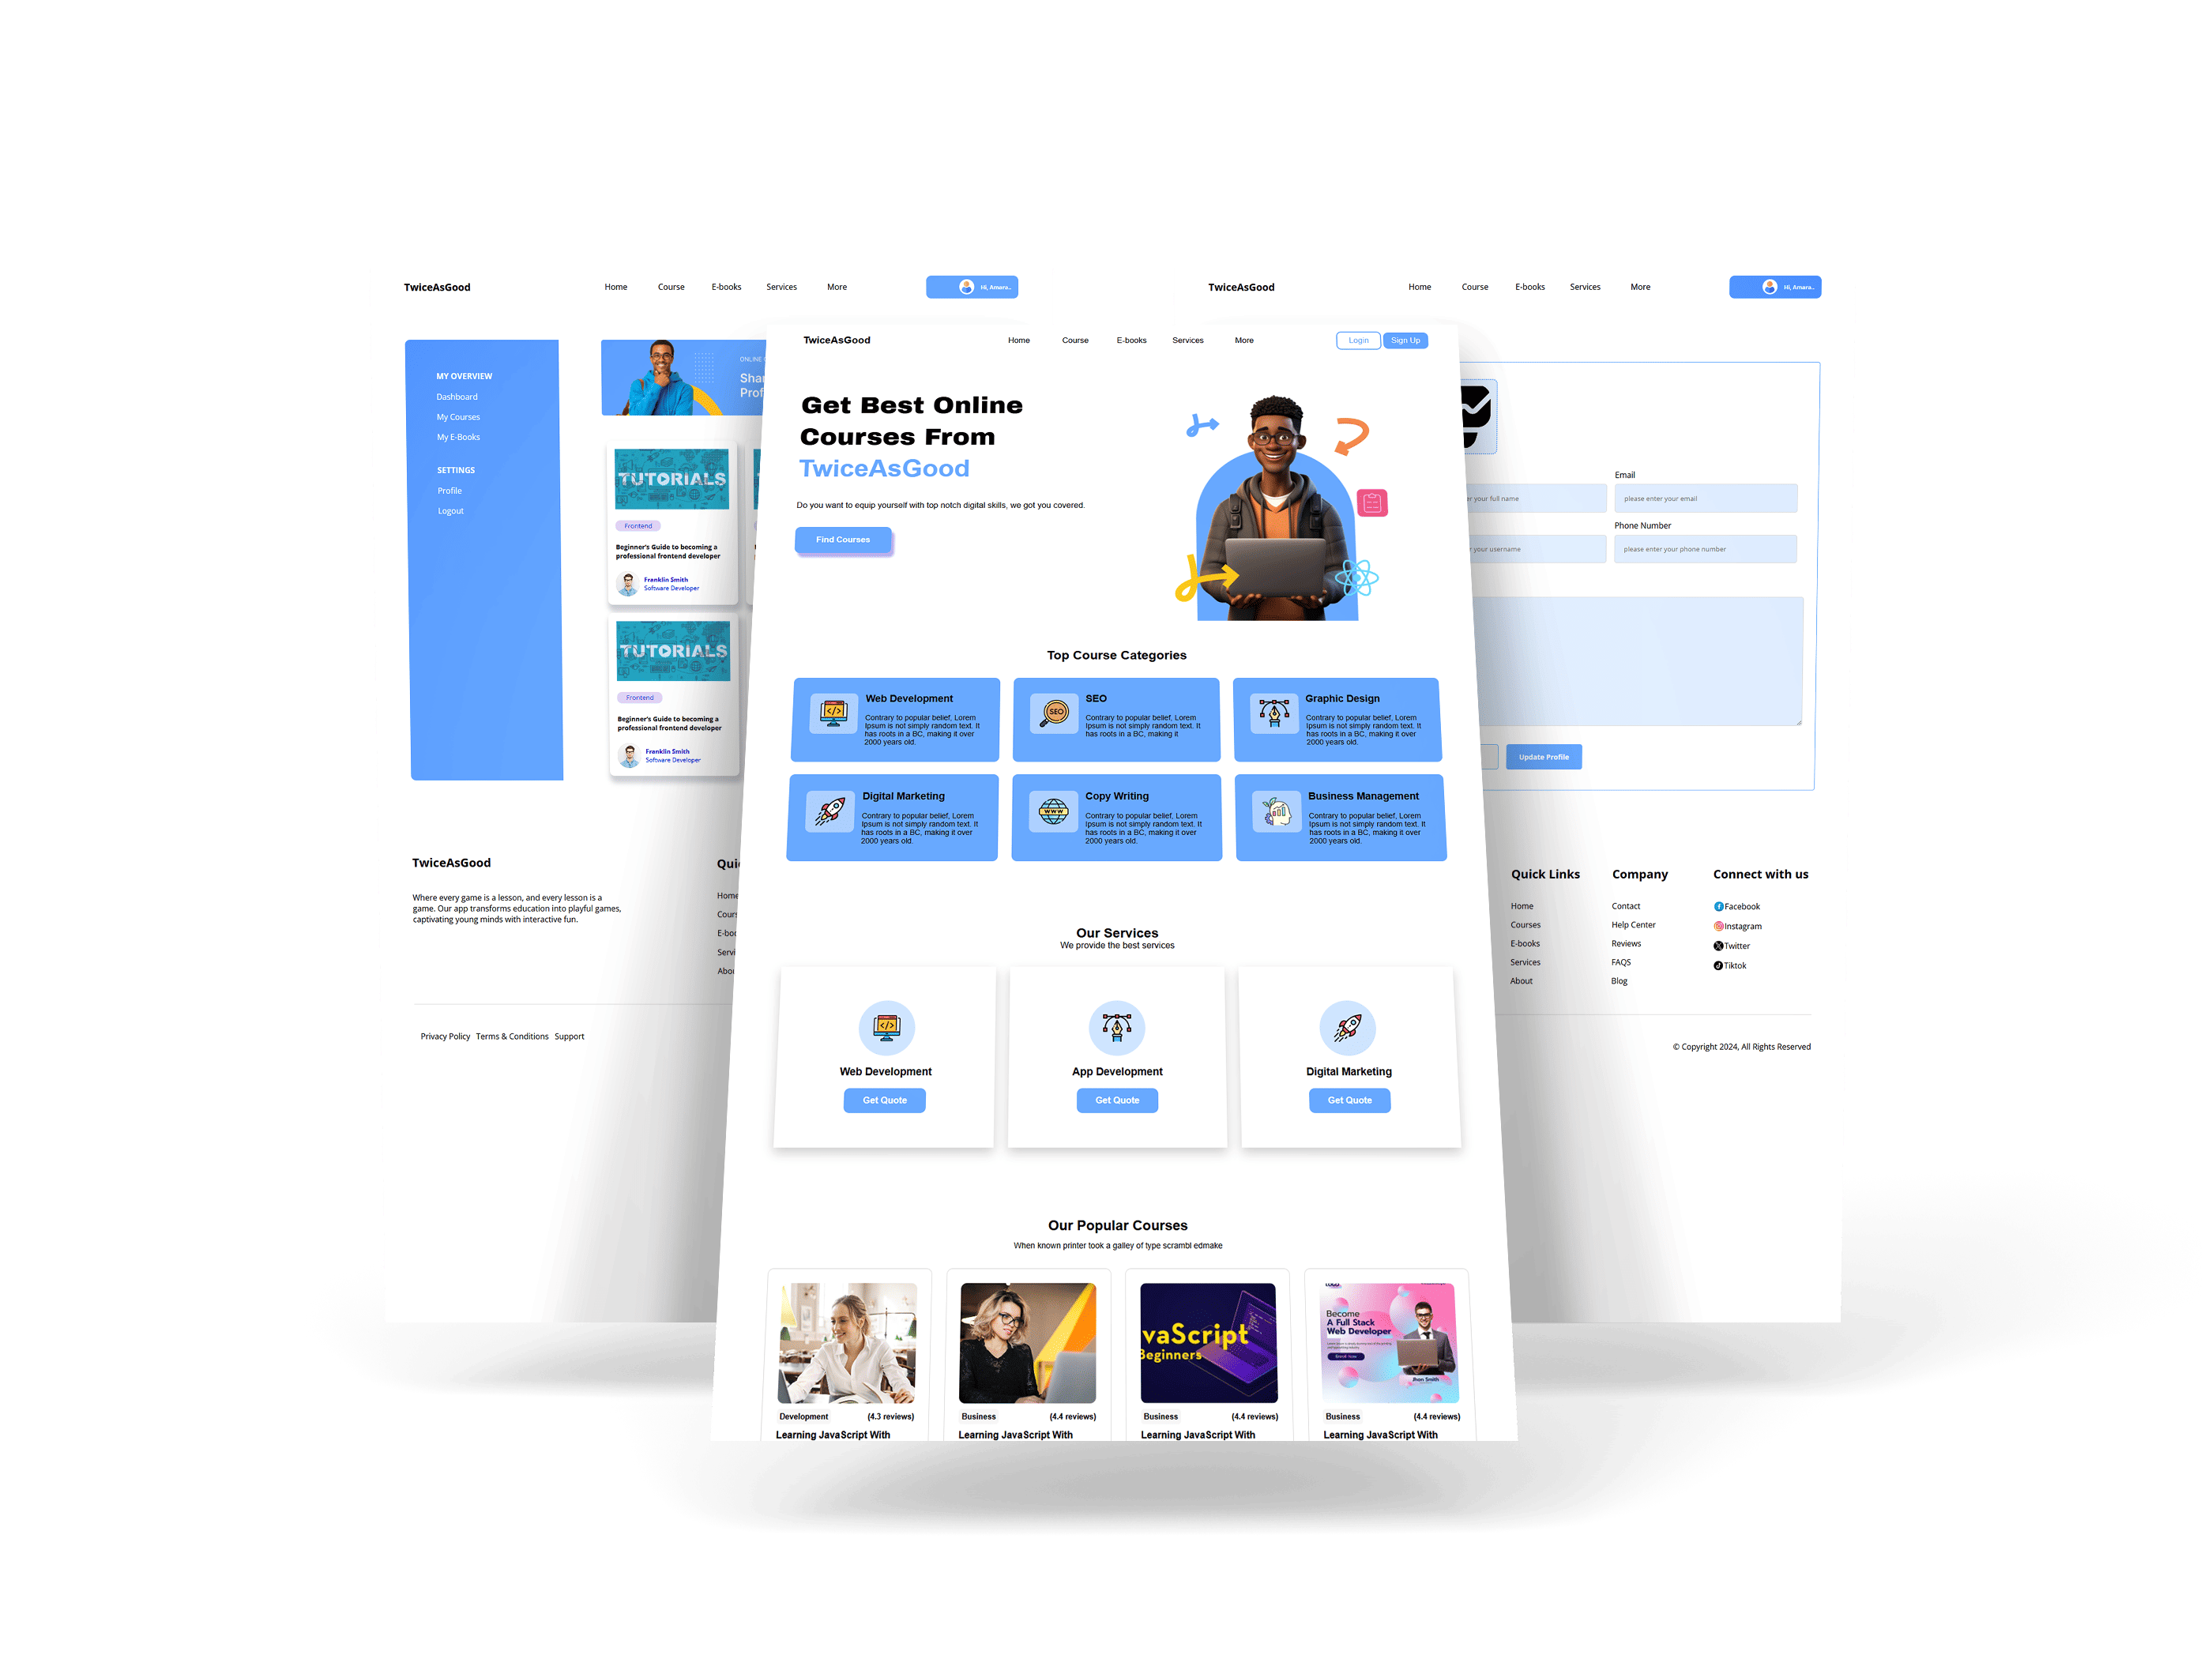 TwiceAsGood
Home Course E-books Services More
Hi, Amara..
MY OVERVIEW
Dashboard
My Courses
My E-Books
SETTINGS
Profile
Logout
TUTORIALS
Frontend
Beginner's Guide to becoming a
professional frontend developer
Franklin Smith
Software Developer
TUTORIALS
Frontend
Beginner's Guide to becoming a
professional frontend developer
Franklin Smith
Software Developer
TwiceAsGood
Where every game is a lesson, and every lesson is a
game. Our app transforms education into playful games,
captivating young minds with interactive fun.
Home
Privacy Policy Terms & Conditions Support
TwiceAsGood
Home Course E-books Services More
Login Sign Up
Get Best Online
Courses From
TwiceAsGood
Do you want to equip yourself with top notch digital skills, we got you covered.
Find Courses
Top Course Categories
Web Development
Contrary to popular belief, Lorem
Ipsum is not simply random text. It
has roots in a BC, making it over
2000 years old.
SEO
Contrary to popular belief, Lorem
Ipsum is not simply random text. It
has roots in a BC, making it
Graphic Design
Contrary to popular belief, Lorem
Ipsum is not simply random text. It
has roots in a BC, making it over
2000 years old.
Digital Marketing
Contrary to popular belief, Lorem
Ipsum is not simply random text. It
has roots in a BC, making it over
2000 years old.
Copy Writing
Contrary to popular belief, Lorem
Ipsum is not simply random text. It
has roots in a BC, making it over
2000 years old.
Business Management
Contrary to popular belief, Lorem
Ipsum is not simply random text. It
has roots in a BC, making it over
2000 years old.
Our Services
We provide the best services
Web Development
Get Quote
App Development
Get Quote
Digital Marketing
Get Quote
Our Popular Courses
When known printer took a galley of type scrambl edmake
Development (4.3 reviews)
Learning JavaScript With
Business (4.4 reviews)
Learning JavaScript With
vaScript
Beginners
Business (4.4 reviews)
Learning JavaScript With
Become
A Full Stack
Web Developer
Jhon Smith
Business (4.4 reviews)
Learning JavaScript With
TwiceAsGood
Home Course E-books Services More
Hi, Amara..
your full name
Email
please enter your email
your username
Phone Number
please enter your phone number
Update Profile
Quick Links
Home
Courses
E-books
Services
About
Company
Contact
Help Center
Reviews
FAQS
Blog
Connect with us
Facebook
Instagram
Twitter
Tiktok
© Copyright 2024, All Rights Reserved